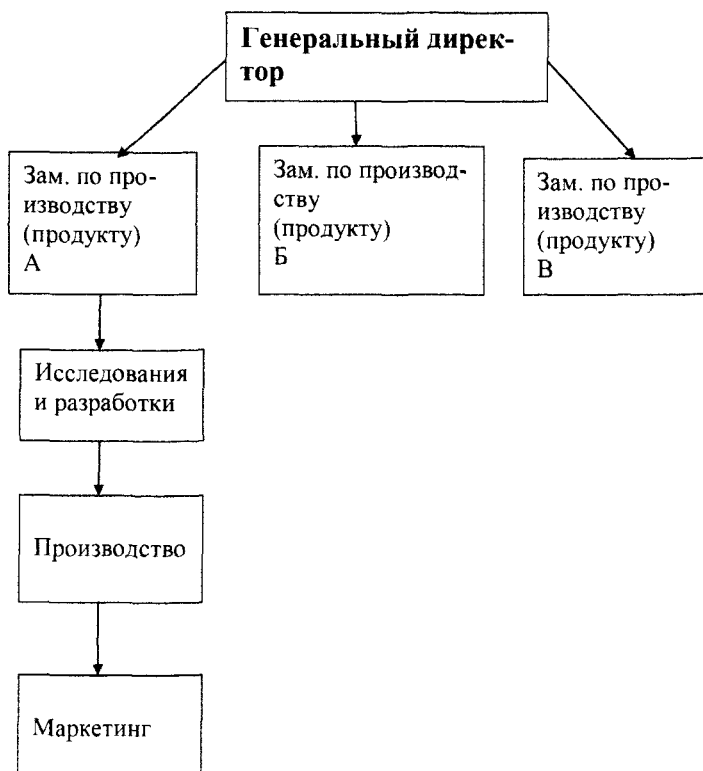 Генеральный дирек-
тор
Зам. по про-
изводству
(продукту)
А
Зам. по производ-
ству
(продукту)
Б
Зам. по про-
изводству
(продукту)
В
Исследования
и разработки
Производство
Маркетинг